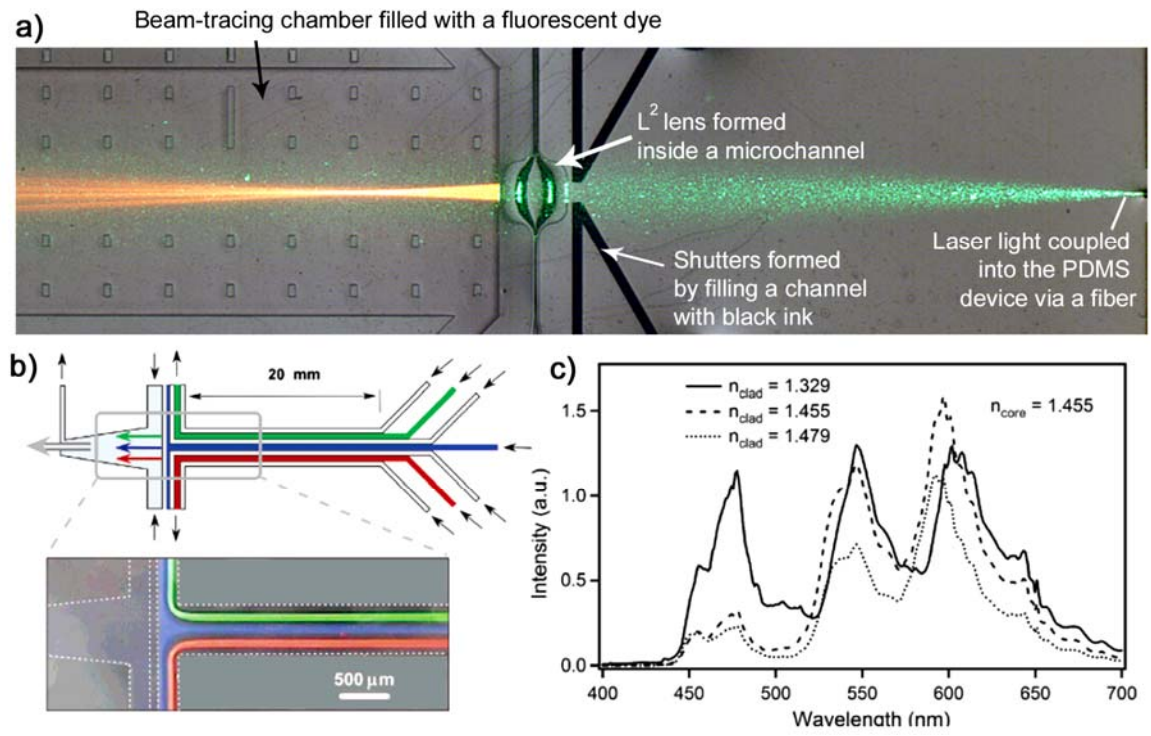 a)
Beam-tracing chamber filled with a fluorescent dye
L² lens formed
inside a microchannel
Shutters formed
by filling a channel
with black ink
Laser light coupled
into the PDMS
device via a fiber
b)
20 mm
500 μm
c)
n_clad = 1.329
n_clad = 1.455
n_clad = 1.479
n_core = 1.455
Intensity (a.u.)
1.5
1.0
0.5
0.0
400 450 500 550 600 650 700
Wavelength (nm)